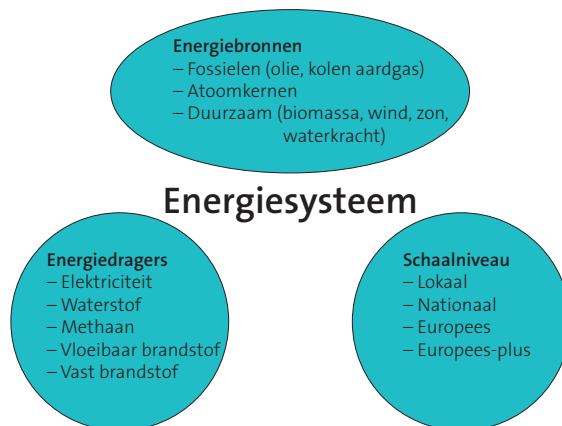 Energiebronnen
– Fossielen (olie, kolen aardgas)
– Atoomkernen
– Duurzaam (biomassa, wind, zon,
waterkracht)
Energiesysteem
Energiedragers
– Elektriciteit
– Waterstof
– Methaan
– Vloeibaar brandstof
– Vast brandstof
Schaalniveau
– Lokaal
– Nationaal
– Europees
– Europees-plus